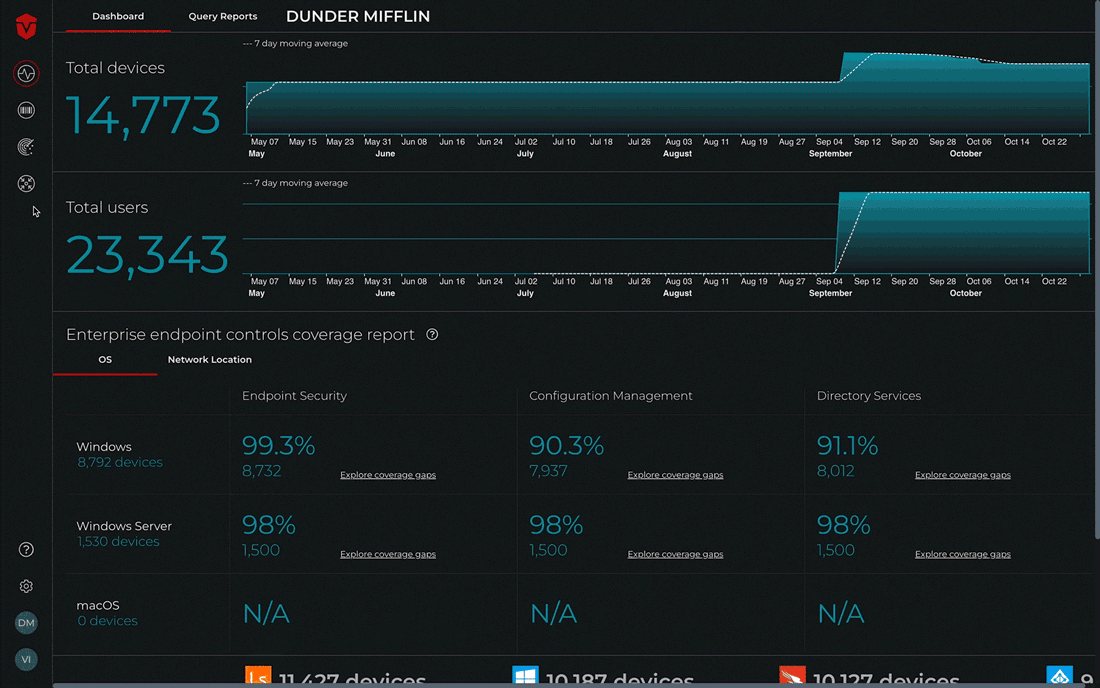 Dashboard Query Reports DUNDER MIFFLIN
--- 7 day moving average
Total devices
14,773
May 07 May 15 May 23 May 31 Jun 08 Jun 16 Jun 24 Jul 02 Jul 10 Jul 18 Jul 26 Aug 03 Aug 11 Aug 19 Aug 27 Sep 04 Sep 12 Sep 20 Sep 28 Oct 06 Oct 14 Oct 22
May June July August September October
--- 7 day moving average
Total users
23,343
May 07 May 15 May 23 May 31 Jun 08 Jun 16 Jun 24 Jul 02 Jul 10 Jul 18 Jul 26 Aug 03 Aug 11 Aug 19 Aug 27 Sep 04 Sep 12 Sep 20 Sep 28 Oct 06 Oct 14 Oct 22
May June July August September October
Enterprise endpoint controls coverage report ?
OS Network Location
Endpoint Security Configuration Management Directory Services
Windows 99.3% 90.3% 91.1%
8,792 devices 8,732 Explore coverage gaps 7,937 Explore coverage gaps 8,012 Explore coverage gaps
Windows Server 98% 98% 98%
1,530 devices 1,500 Explore coverage gaps 1,500 Explore coverage gaps 1,500 Explore coverage gaps
?
macOS N/A N/A N/A
0 devices
DM
VI
Ls 11,427 devices 10,187 devices 10,127 devices 9